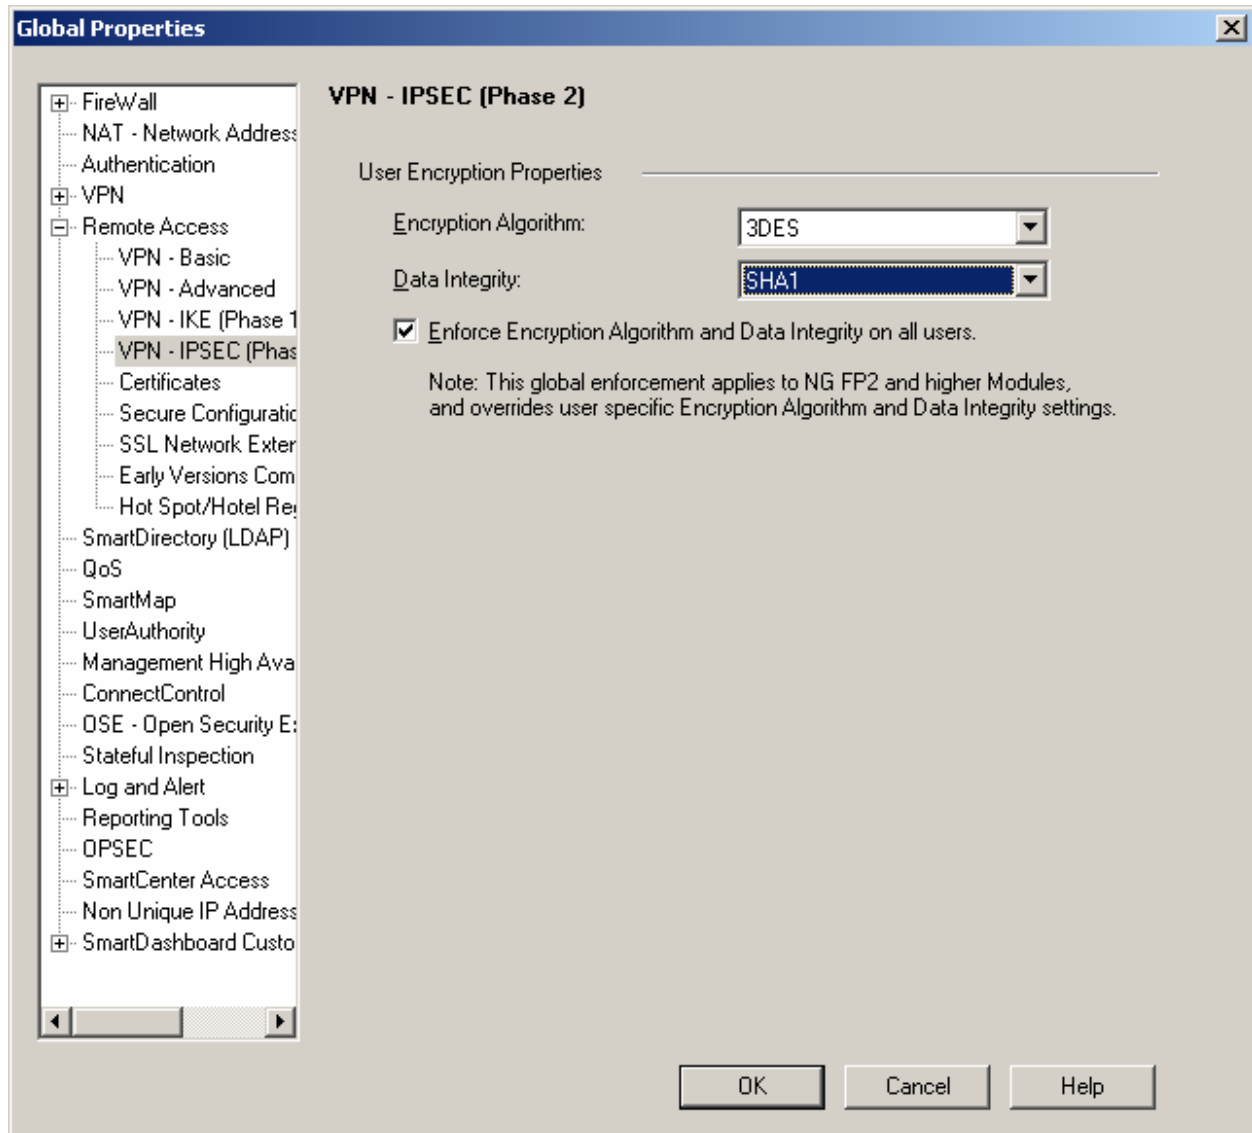 Global Properties
FireWall
NAT - Network Address
Authentication
VPN
Remote Access
VPN - Basic
VPN - Advanced
VPN - IKE (Phase 1
VPN - IPSEC (Phas
Certificates
Secure Configuratic
SSL Network Exter
Early Versions Com
Hot Spot/Hotel Reg
SmartDirectory (LDAP)
QoS
SmartMap
UserAuthority
Management High Ava
ConnectControl
OSE - Open Security E
Stateful Inspection
Log and Alert
Reporting Tools
OPSEC
SmartCenter Access
Non Unique IP Address
SmartDashboard Custo
VPN - IPSEC (Phase 2)
User Encryption Properties
Encryption Algorithm: 3DES
Data Integrity: SHA1
Enforce Encryption Algorithm and Data Integrity on all users.
Note: This global enforcement applies to NG FP2 and higher Modules,
and overrides user specific Encryption Algorithm and Data Integrity settings.
OK Cancel Help